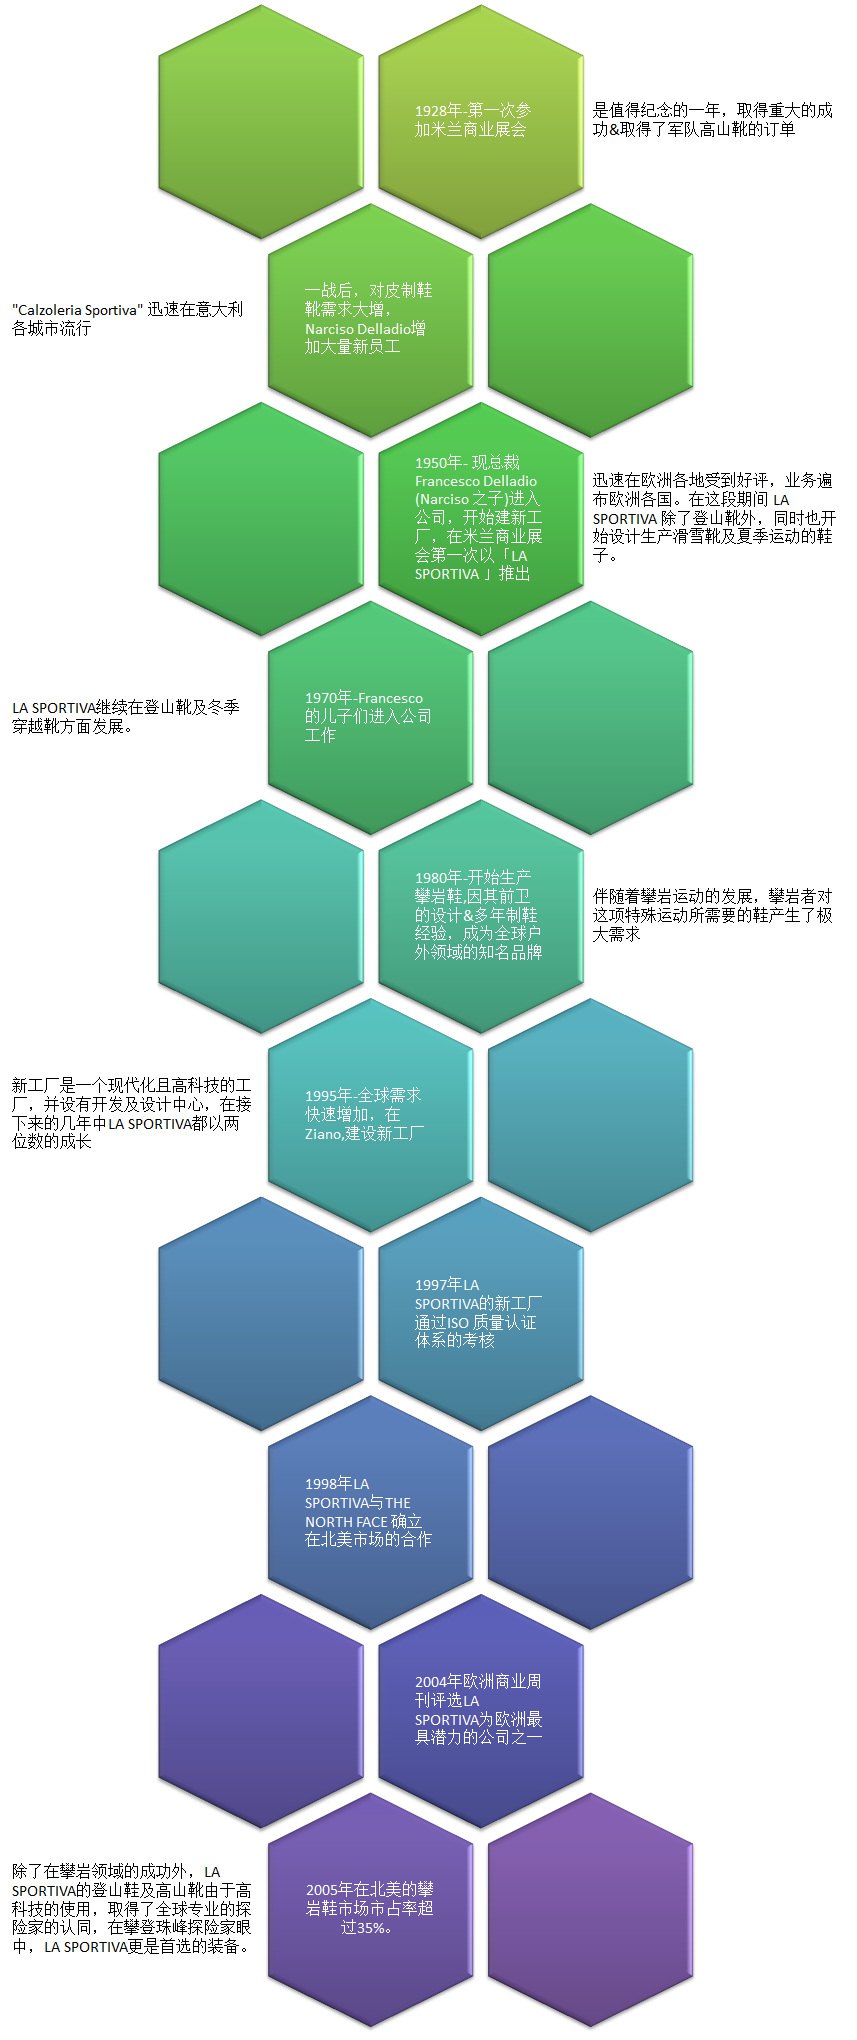 1928年-第一次参
加米兰商业展会
是值得纪念的一年，取得重大的成
功&取得了军队高山靴的订单
一战后，对皮制鞋
靴需求大增，
Narciso Delladio增
加大量新员工
"Calzoleria Sportiva" 迅速在意大利
各城市流行
1950年- 现总裁
Francesco Delladio
(Narciso 之子)进入
公司，开始建新工
厂，在米兰商业展
会第一次以「LA
SPORTIVA 」推出
迅速在欧洲各地受到好评，业务遍
布欧洲各国。在这段期间 LA
SPORTIVA 除了登山靴外，同时也开
始设计生产滑雪靴及夏季运动的鞋
子。
1970年-Francesco
的儿子们进入公司
工作
LA SPORTIVA继续在登山靴及冬季
穿越靴方面发展。
1980年-开始生产
攀岩鞋,因其前卫
的设计&多年制鞋
经验，成为全球户
外领域的知名品牌
伴随着攀岩运动的发展，攀岩者对
这项特殊运动所需要的鞋产生了极
大需求
1995年-全球需求
快速增加，在
Ziano,建设新工厂
新工厂是一个现代化且高科技的工
厂，并设有开发及设计中心，在接
下来的几年中LA SPORTIVA都以两
位数的成长
1997年LA
SPORTIVA的新工厂
通过ISO 质量认证
体系的考核
1998年LA
SPORTIVA与THE
NORTH FACE 确立
在北美市场的合作
2004年欧洲商业周
刊评选LA
SPORTIVA为欧洲最
具潜力的公司之一
2005年在北美的攀
岩鞋市场市占率超
过35%。
除了在攀岩领域的成功外，LA
SPORTIVA的登山鞋及高山靴由于高
科技的使用，取得了全球专业的探
险家的认同，在攀登珠峰探险家眼
中，LA SPORTIVA更是首选的装备。